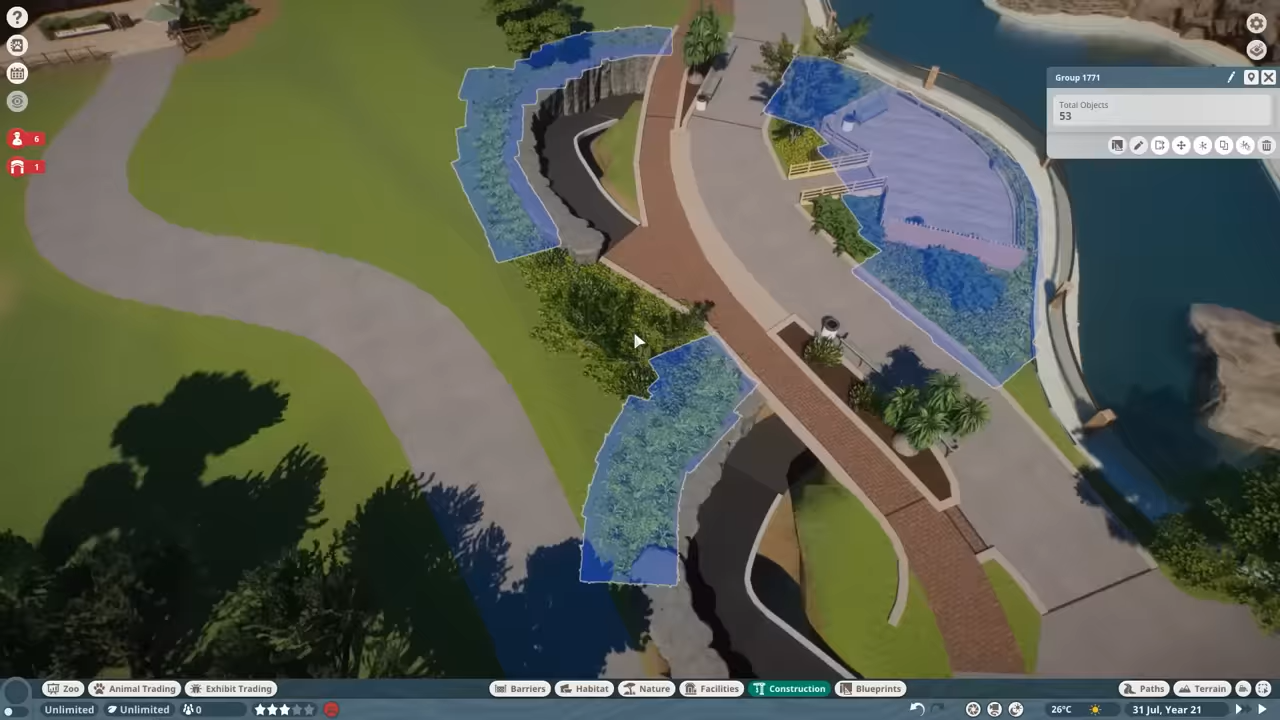 ?
Group 1771
Total Objects
53
6
1
Zoo
Animal Trading
Exhibit Trading
Barriers
Habitat
Nature
Facilities
Construction
Blueprints
Paths
Terrain
Unlimited
Unlimited
0
26°C
31 Jul, Year 21